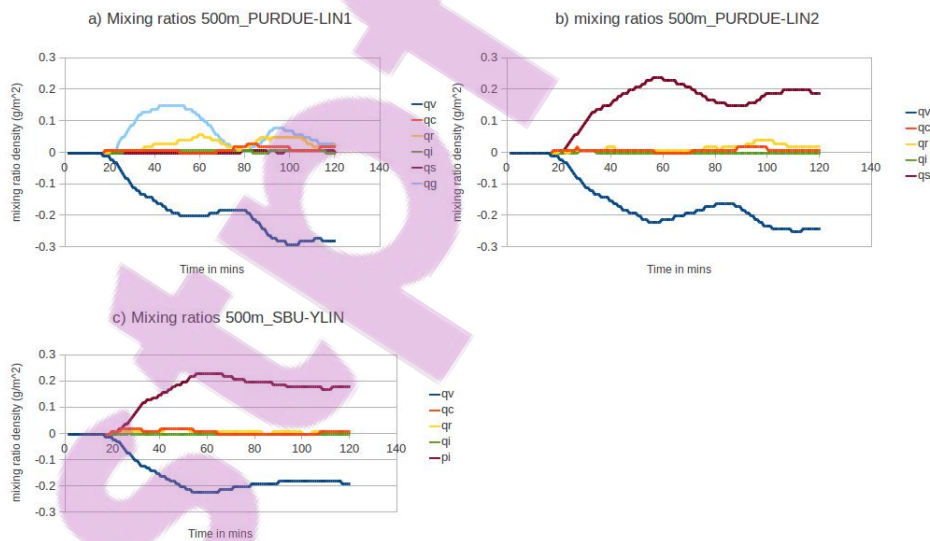 a) Mixing ratios 500m_PURDUE-LIN1
mixing ratio density (g/m^2)
0.3
0.2
0.1
0
-0.1
-0.2
-0.3
0 20 40 60 80 100 120 140
Time in mins
qv
qc
qr
qi
qs
qg
b) mixing ratios 500m_PURDUE-LIN2
mixing ratio density (g/m^2)
0.3
0.2
0.1
0
-0.1
-0.2
-0.3
0 20 40 60 80 100 120 140
Time in mins
qv
qc
qr
qi
qs
c) Mixing ratios 500m_SBU-YLIN
mixing ratio density (g/m^2)
0.3
0.2
0.1
0
-0.1
-0.2
-0.3
0 20 40 60 80 100 120 140
Time in mins
qv
qc
qr
qi
pi